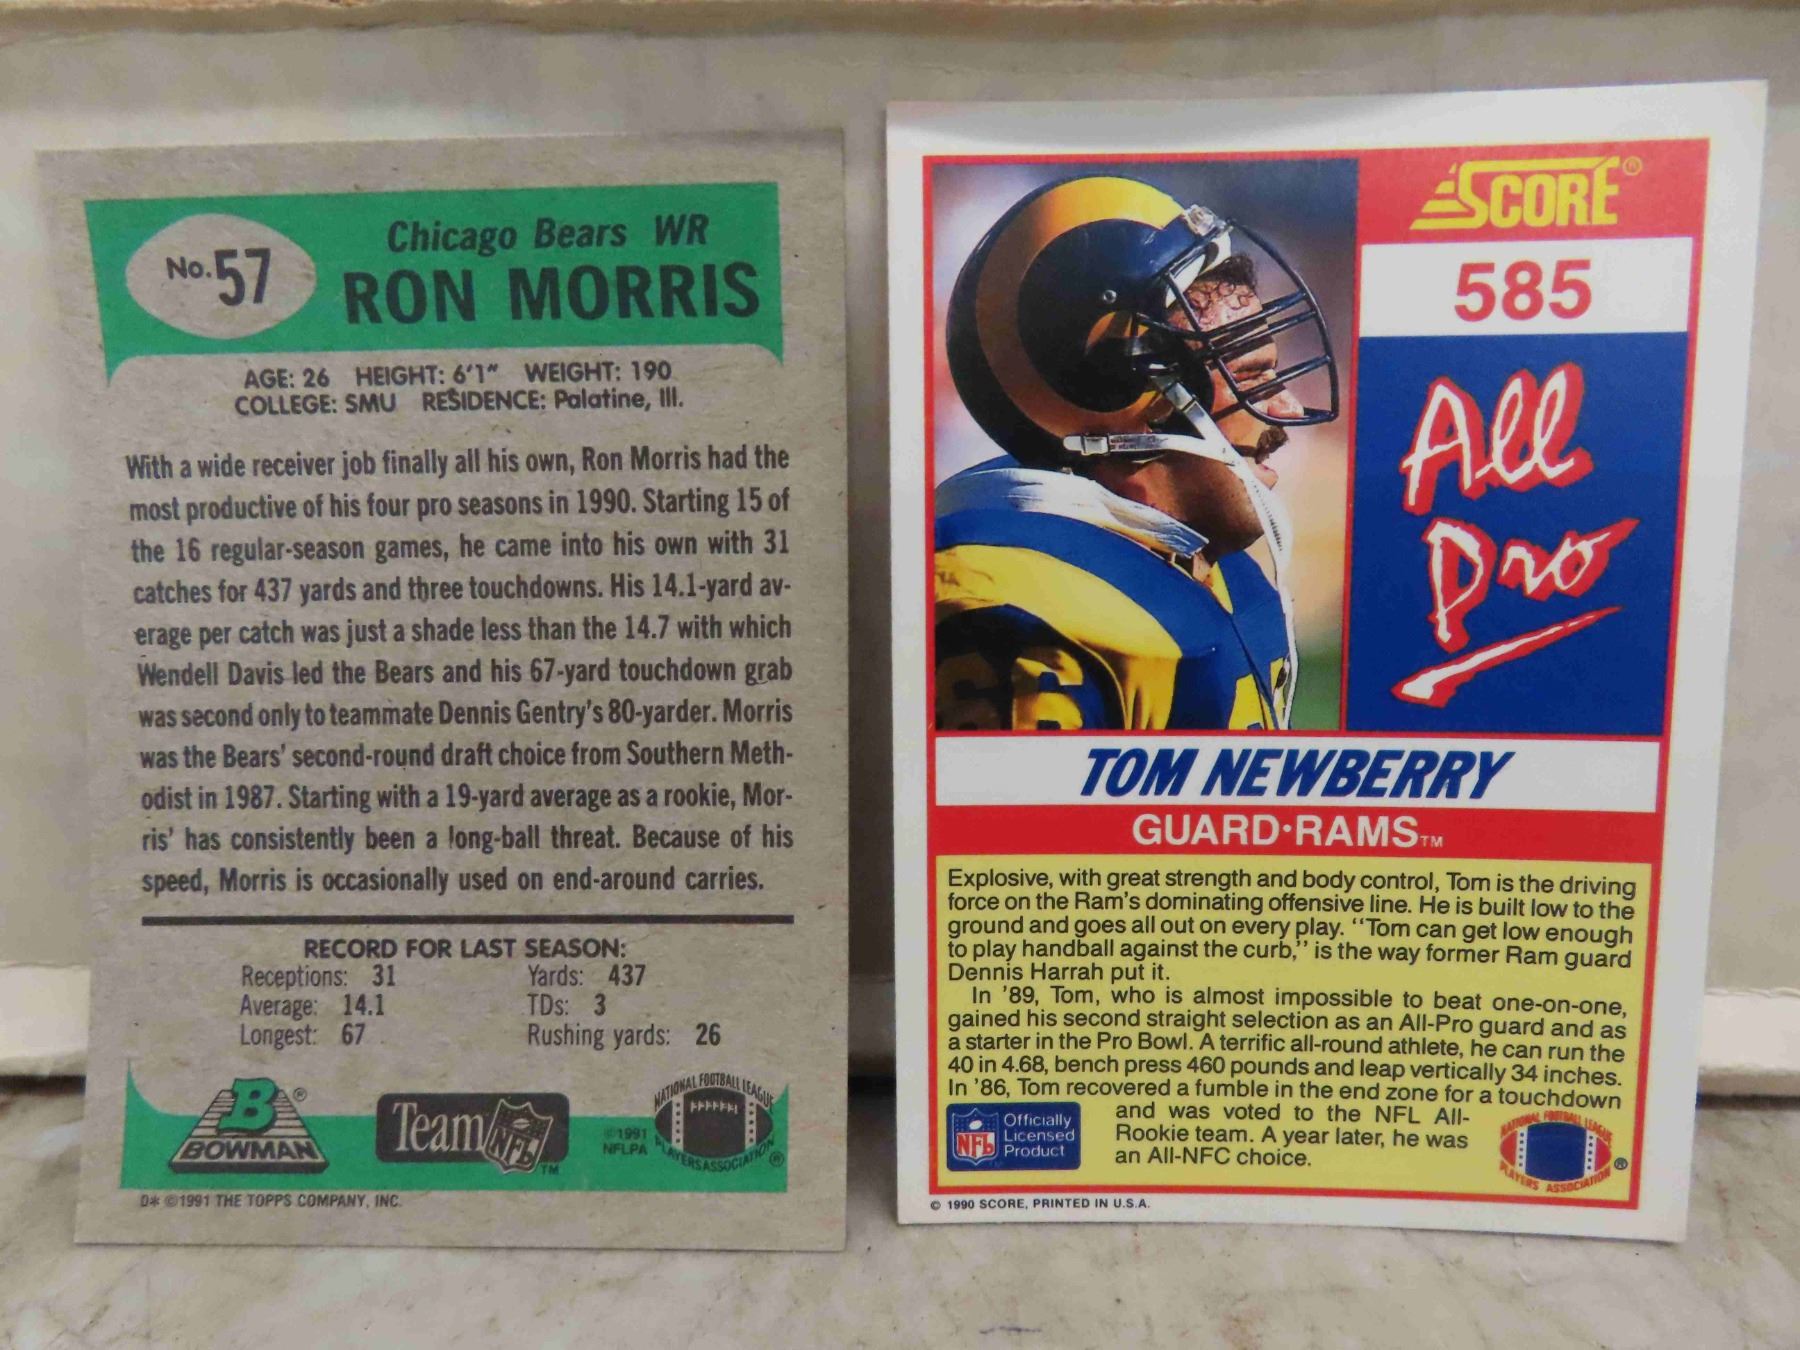 No. 57
Chicago Bears WR
RON MORRIS
AGE: 26 HEIGHT: 6'1" WEIGHT: 190
COLLEGE: SMU RESIDENCE: Palatine, Ill.
With a wide receiver job finally all his own, Ron Morris had the
most productive of his four pro seasons in 1990. Starting 15 of
the 16 regular-season games, he came into his own with 31
catches for 437 yards and three touchdowns. His 14.1-yard av-
erage per catch was just a shade less than the 14.7 with which
Wendell Davis led the Bears and his 67-yard touchdown grab
was second only to teammate Dennis Gentry's 80-yarder. Morris
was the Bears' second-round draft choice from Southern Meth-
odist in 1987. Starting with a 19-yard average as a rookie, Mor-
ris' has consistently been a long-ball threat. Because of his
speed, Morris is occasionally used on end-around carries.
RECORD FOR LAST SEASON:
Receptions: 31 Yards: 437
Average: 14.1 TDs: 3
Longest: 67 Rushing yards: 26
B®
BOWMAN
Team NFL™
©1991
NFLPA
NATIONAL FOOTBALL LEAGUE
PLAYERS ASSOCIATION®
D* ©1991 THE TOPPS COMPANY, INC.
SCORE®
585
All
Pro
66
TOM NEWBERRY
GUARD·RAMS™
Explosive, with great strength and body control, Tom is the driving
force on the Ram's dominating offensive line. He is built low to the
ground and goes all out on every play. "Tom can get low enough
to play handball against the curb," is the way former Ram guard
Dennis Harrah put it.
In '89, Tom, who is almost impossible to beat one-on-one,
gained his second straight selection as an All-Pro guard and as
a starter in the Pro Bowl. A terrific all-round athlete, he can run the
40 in 4.68, bench press 460 pounds and leap vertically 34 inches.
In '86, Tom recovered a fumble in the end zone for a touchdown
and was voted to the NFL All-
Rookie team. A year later, he was
an All-NFC choice.
NFL
Officially
Licensed
Product
NATIONAL FOOTBALL LEAGUE
PLAYERS ASSOCIATION®
© 1990 SCORE, PRINTED IN U.S.A.